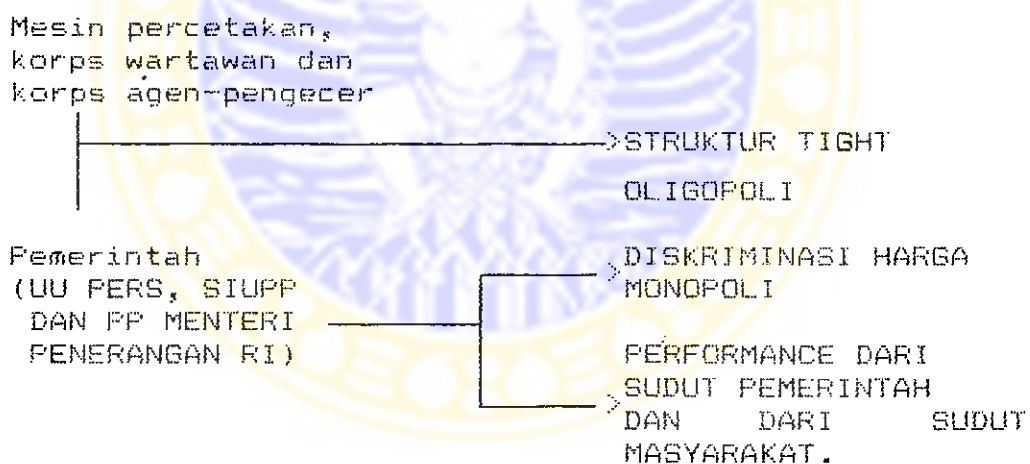 Mesin percetakan,
korps wartawan dan
korps agen-pengecer
STRUKTUR TIGHT
OLIGOPOLI
Pemerintah
(UU PERS, SIUPP
DAN PP MENTERI
PENERANGAN RI)
DISKRIMINASI HARGA
MONOPOLI
PERFORMANCE DARI
SUDUT PEMERINTAH
DAN DARI SUDUT
MASYARAKAT.